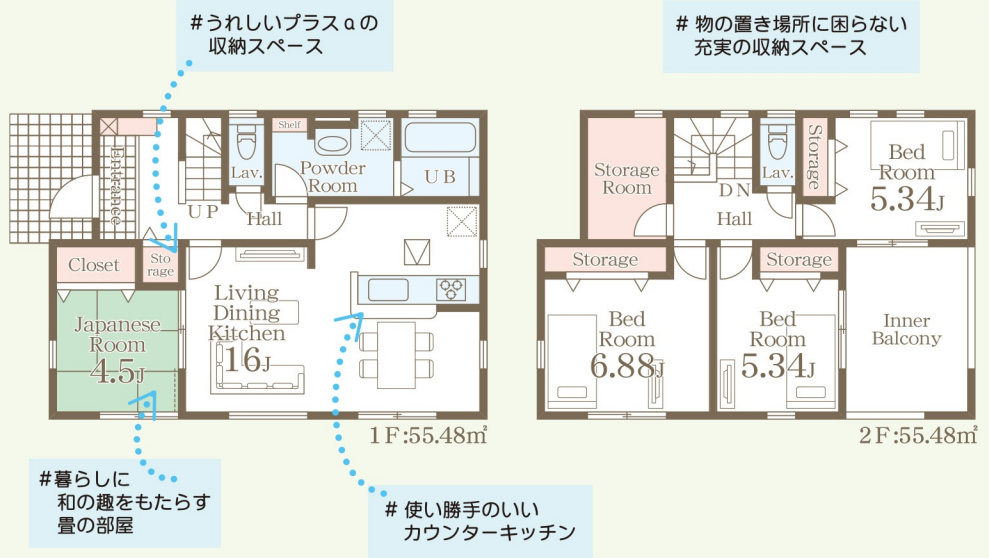 #うれしいプラスαの
収納スペース
# 物の置き場所に困らない
充実の収納スペース
Entrance
UP
Lav.
Shelf
Powder
Room
UB
Hall
Closet
Sto
rage
Japanese
Room
4.5J
Living
Dining
Kitchen
16J
1F:55.48㎡
Storage
Room
DN
Hall
Lav.
Storage
Bed
Room
5.34J
Storage
Bed
Room
6.88J
Storage
Bed
Room
5.34J
Inner
Balcony
2F:55.48㎡
#暮らしに
和の趣をもたらす
畳の部屋
# 使い勝手のいい
カウンターキッチン